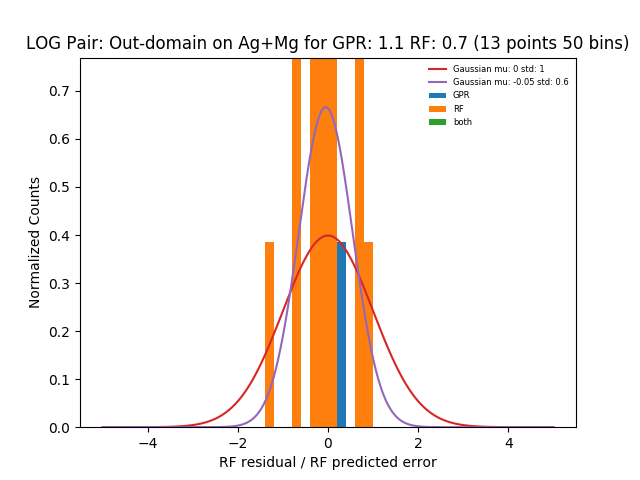 LOG Pair: Out-domain on Ag+Mg for GPR: 1.1 RF: 0.7 (13 points 50 bins)
Gaussian mu: 0 std: 1
Gaussian mu: -0.05 std: 0.6
GPR
RF
both
Normalized Counts
0.7
0.6
0.5
0.4
0.3
0.2
0.1
0.0
−4 −2 0 2 4
RF residual / RF predicted error